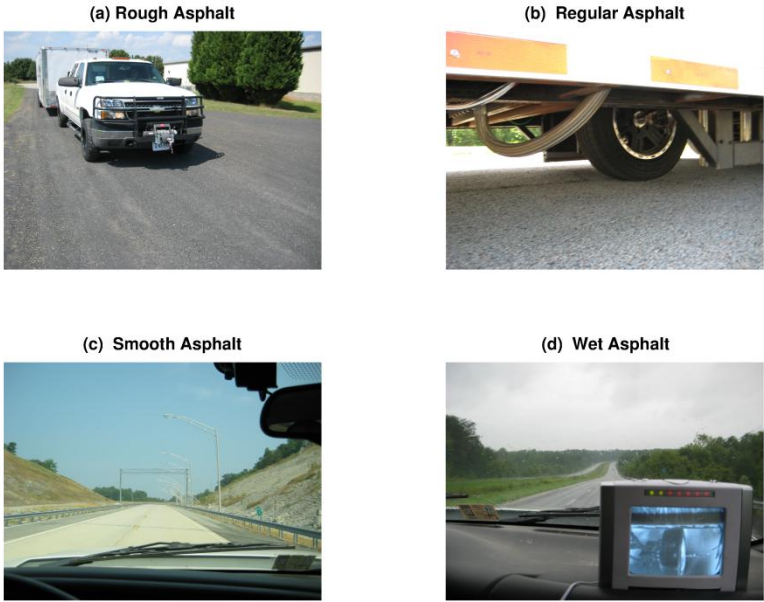 (a) Rough Asphalt
(b) Regular Asphalt
(c) Smooth Asphalt
(d) Wet Asphalt